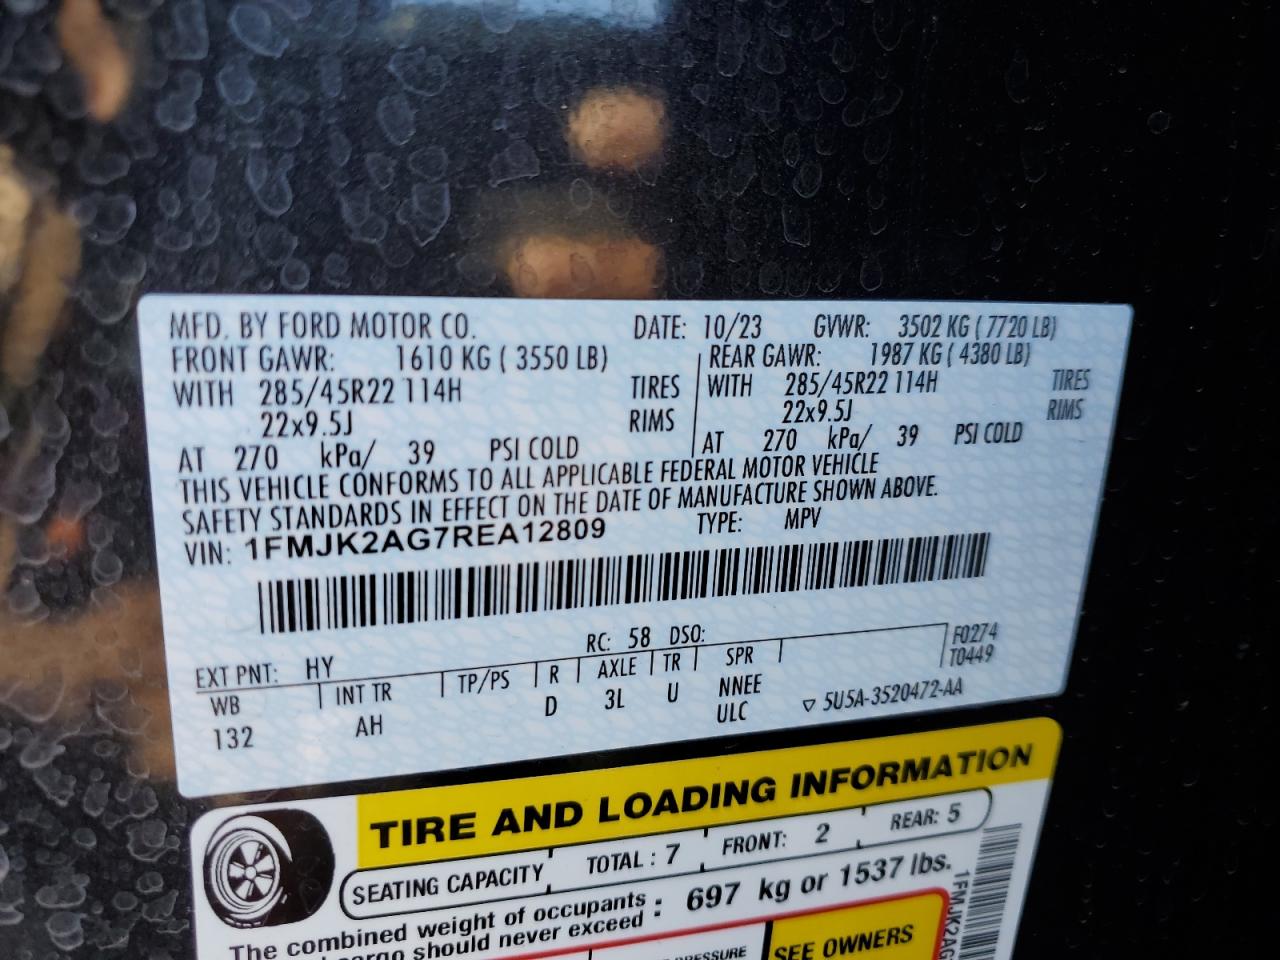 MFD. BY FORD MOTOR CO. DATE: 10/23 GVWR: 3502 KG ( 7720 LB)
FRONT GAWR: 1610 KG ( 3550 LB) REAR GAWR: 1987 KG ( 4380 LB)
WITH 285/45R22 114H TIRES WITH 285/45R22 114H TIRES
22x9.5J RIMS 22x9.5J RIMS
AT 270 kPa/ 39 PSI COLD AT 270 kPa/ 39 PSI COLD
THIS VEHICLE CONFORMS TO ALL APPLICABLE FEDERAL MOTOR VEHICLE
SAFETY STANDARDS IN EFFECT ON THE DATE OF MANUFACTURE SHOWN ABOVE.
VIN: 1FMJK2AG7REA12809 TYPE: MPV
RC: 58 DSO: F0274
EXT PNT: HY T0449
WB INT TR TP/PS R AXLE TR SPR
132 AH D 3L U NNEE
ULC ▽ 5U5A-3520472-AA
TIRE AND LOADING INFORMATION
SEATING CAPACITY TOTAL : 7 FRONT: 2 REAR: 5
The combined weight of occupants : 697 kg or 1537 lbs.
cargo should never exceed
PRESSURE SEE OWNERS
1FMJK2AG